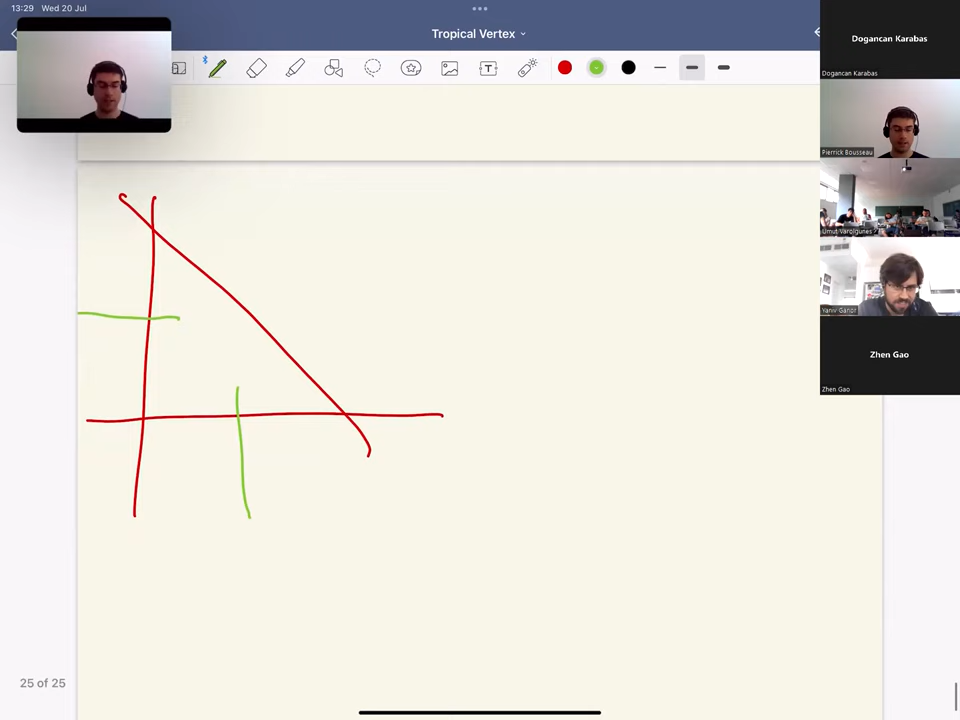 13:29 Wed 20 Jul
Tropical Vertex
Dogancan Karabas
Dogancan Karabas
Pierrick Bousseau
Umut Varolgunes
Yaniv Ganor
Zhen Gao
Zhen Gao
25 of 25